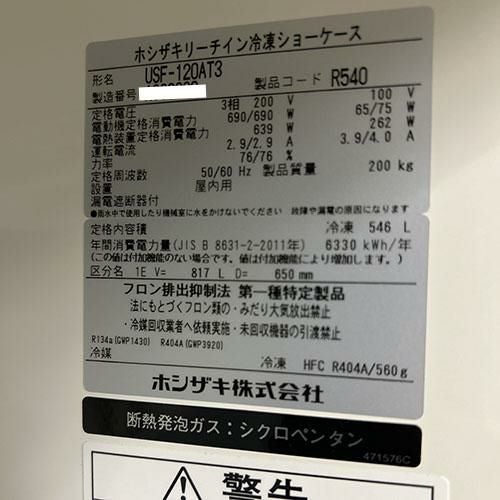 ホシザキリーチイン冷凍ショーケース
形名 USF-120AT3 製品コード R540
製造番号
定格電圧 3相 200 V 100 V
電動機定格消費電力 690/690 W 65/75 W
電熱装置定格消費電力 639 W 262 W
運転電流 2.9/2.9 A 3.9/4.0 A
力率 76/76 %
定格周波数 50/60 Hz 製品質量 200 kg
設置 屋内用
漏電遮断器付
●雨水中で使用したり機械室に水をかけないでください 故障や漏電の原因になります
定格内容積 冷凍 546 L
年間消費電力量(JIS B 8631-2-2011年) 6330 kWh/年
(この値は付加機能のない場合です。値は付加機能により増加します。)
区分名 1E V= 817 L D= 650 mm
フロン排出抑制法 第一種特定製品
法にもとづくフロン類の・みだり大気放出禁止
・冷媒回収業者へ依頼実施・未回収機器の引渡禁止
R134a(GWP1430) R404A(GWP3920)
冷媒 冷凍 HFC R404A/560g
ホシザキ株式会社
断熱発泡ガス：シクロペンタン
471576C
警告